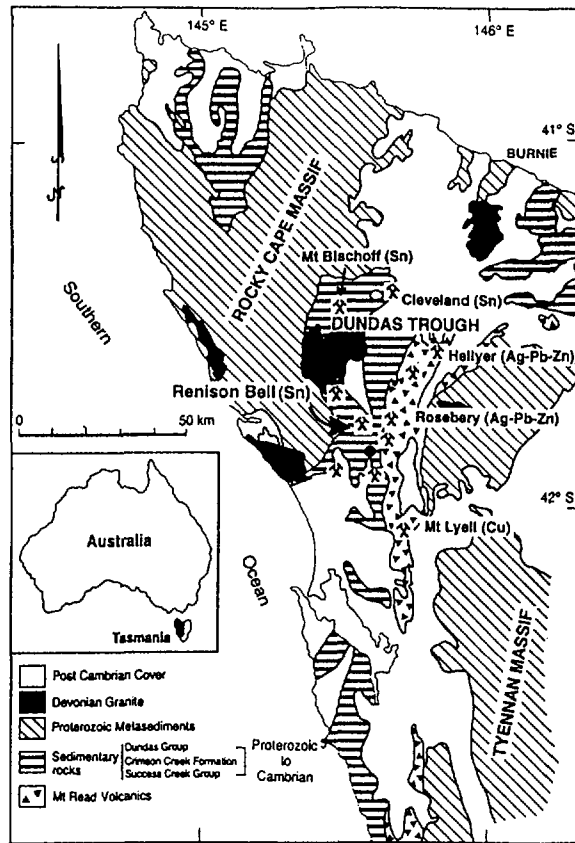 145° E
146° E
41° S
BURNIE
ROCKY CAPE MASSIF
Mt Bischoff (Sn)
Cleveland (Sn)
Southern
DUNDAS TROUGH
Hellyer (Ag-Pb-Zn)
Renison Bell (Sn)
Rosebery (Ag-Pb-Zn)
0 50 km
42° S
Mt Lyell (Cu)
Australia
Ocean
Tasmania
TYENNAN MASSIF
Post Cambrian Cover
Devonian Granite
Proterozoic Metasediments
Sedimentary rocks
Dundas Group
Crimson Creek Formation
Success Creek Group
Proterozoic to Cambrian
Mt Read Volcanics